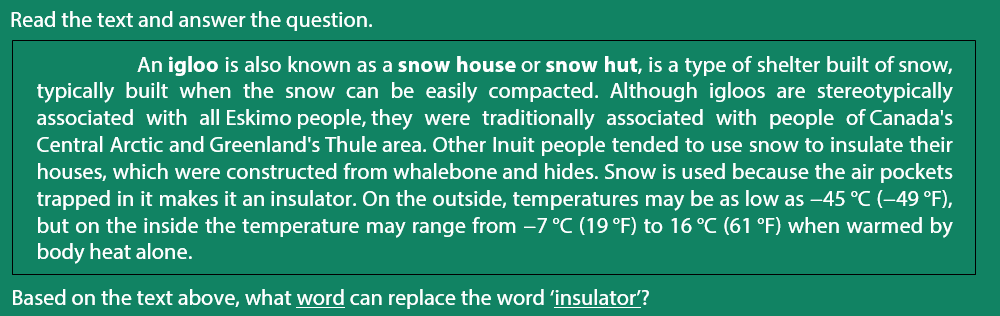 Read the text and answer the question.
An igloo is also known as a snow house or snow hut, is a type of shelter built of snow,
typically built when the snow can be easily compacted. Although igloos are stereotypically
associated with all Eskimo people, they were traditionally associated with people of Canada's
Central Arctic and Greenland's Thule area. Other Inuit people tended to use snow to insulate their
houses, which were constructed from whalebone and hides. Snow is used because the air pockets
trapped in it makes it an insulator. On the outside, temperatures may be as low as −45 °C (−49 °F),
but on the inside the temperature may range from −7 °C (19 °F) to 16 °C (61 °F) when warmed by
body heat alone.
Based on the text above, what word can replace the word ‘insulator’?